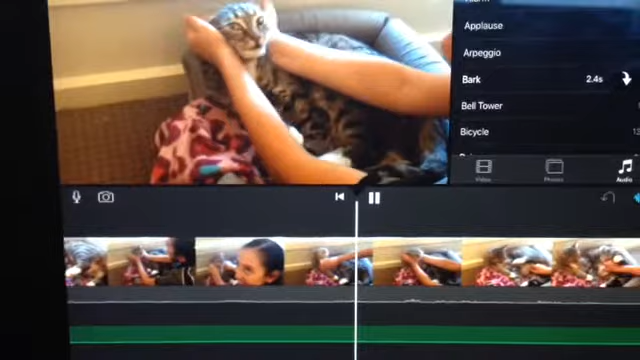 Applause
Arpeggio
Bark 2.4s
Bell Tower
Bicycle
Video
Photos
Audio